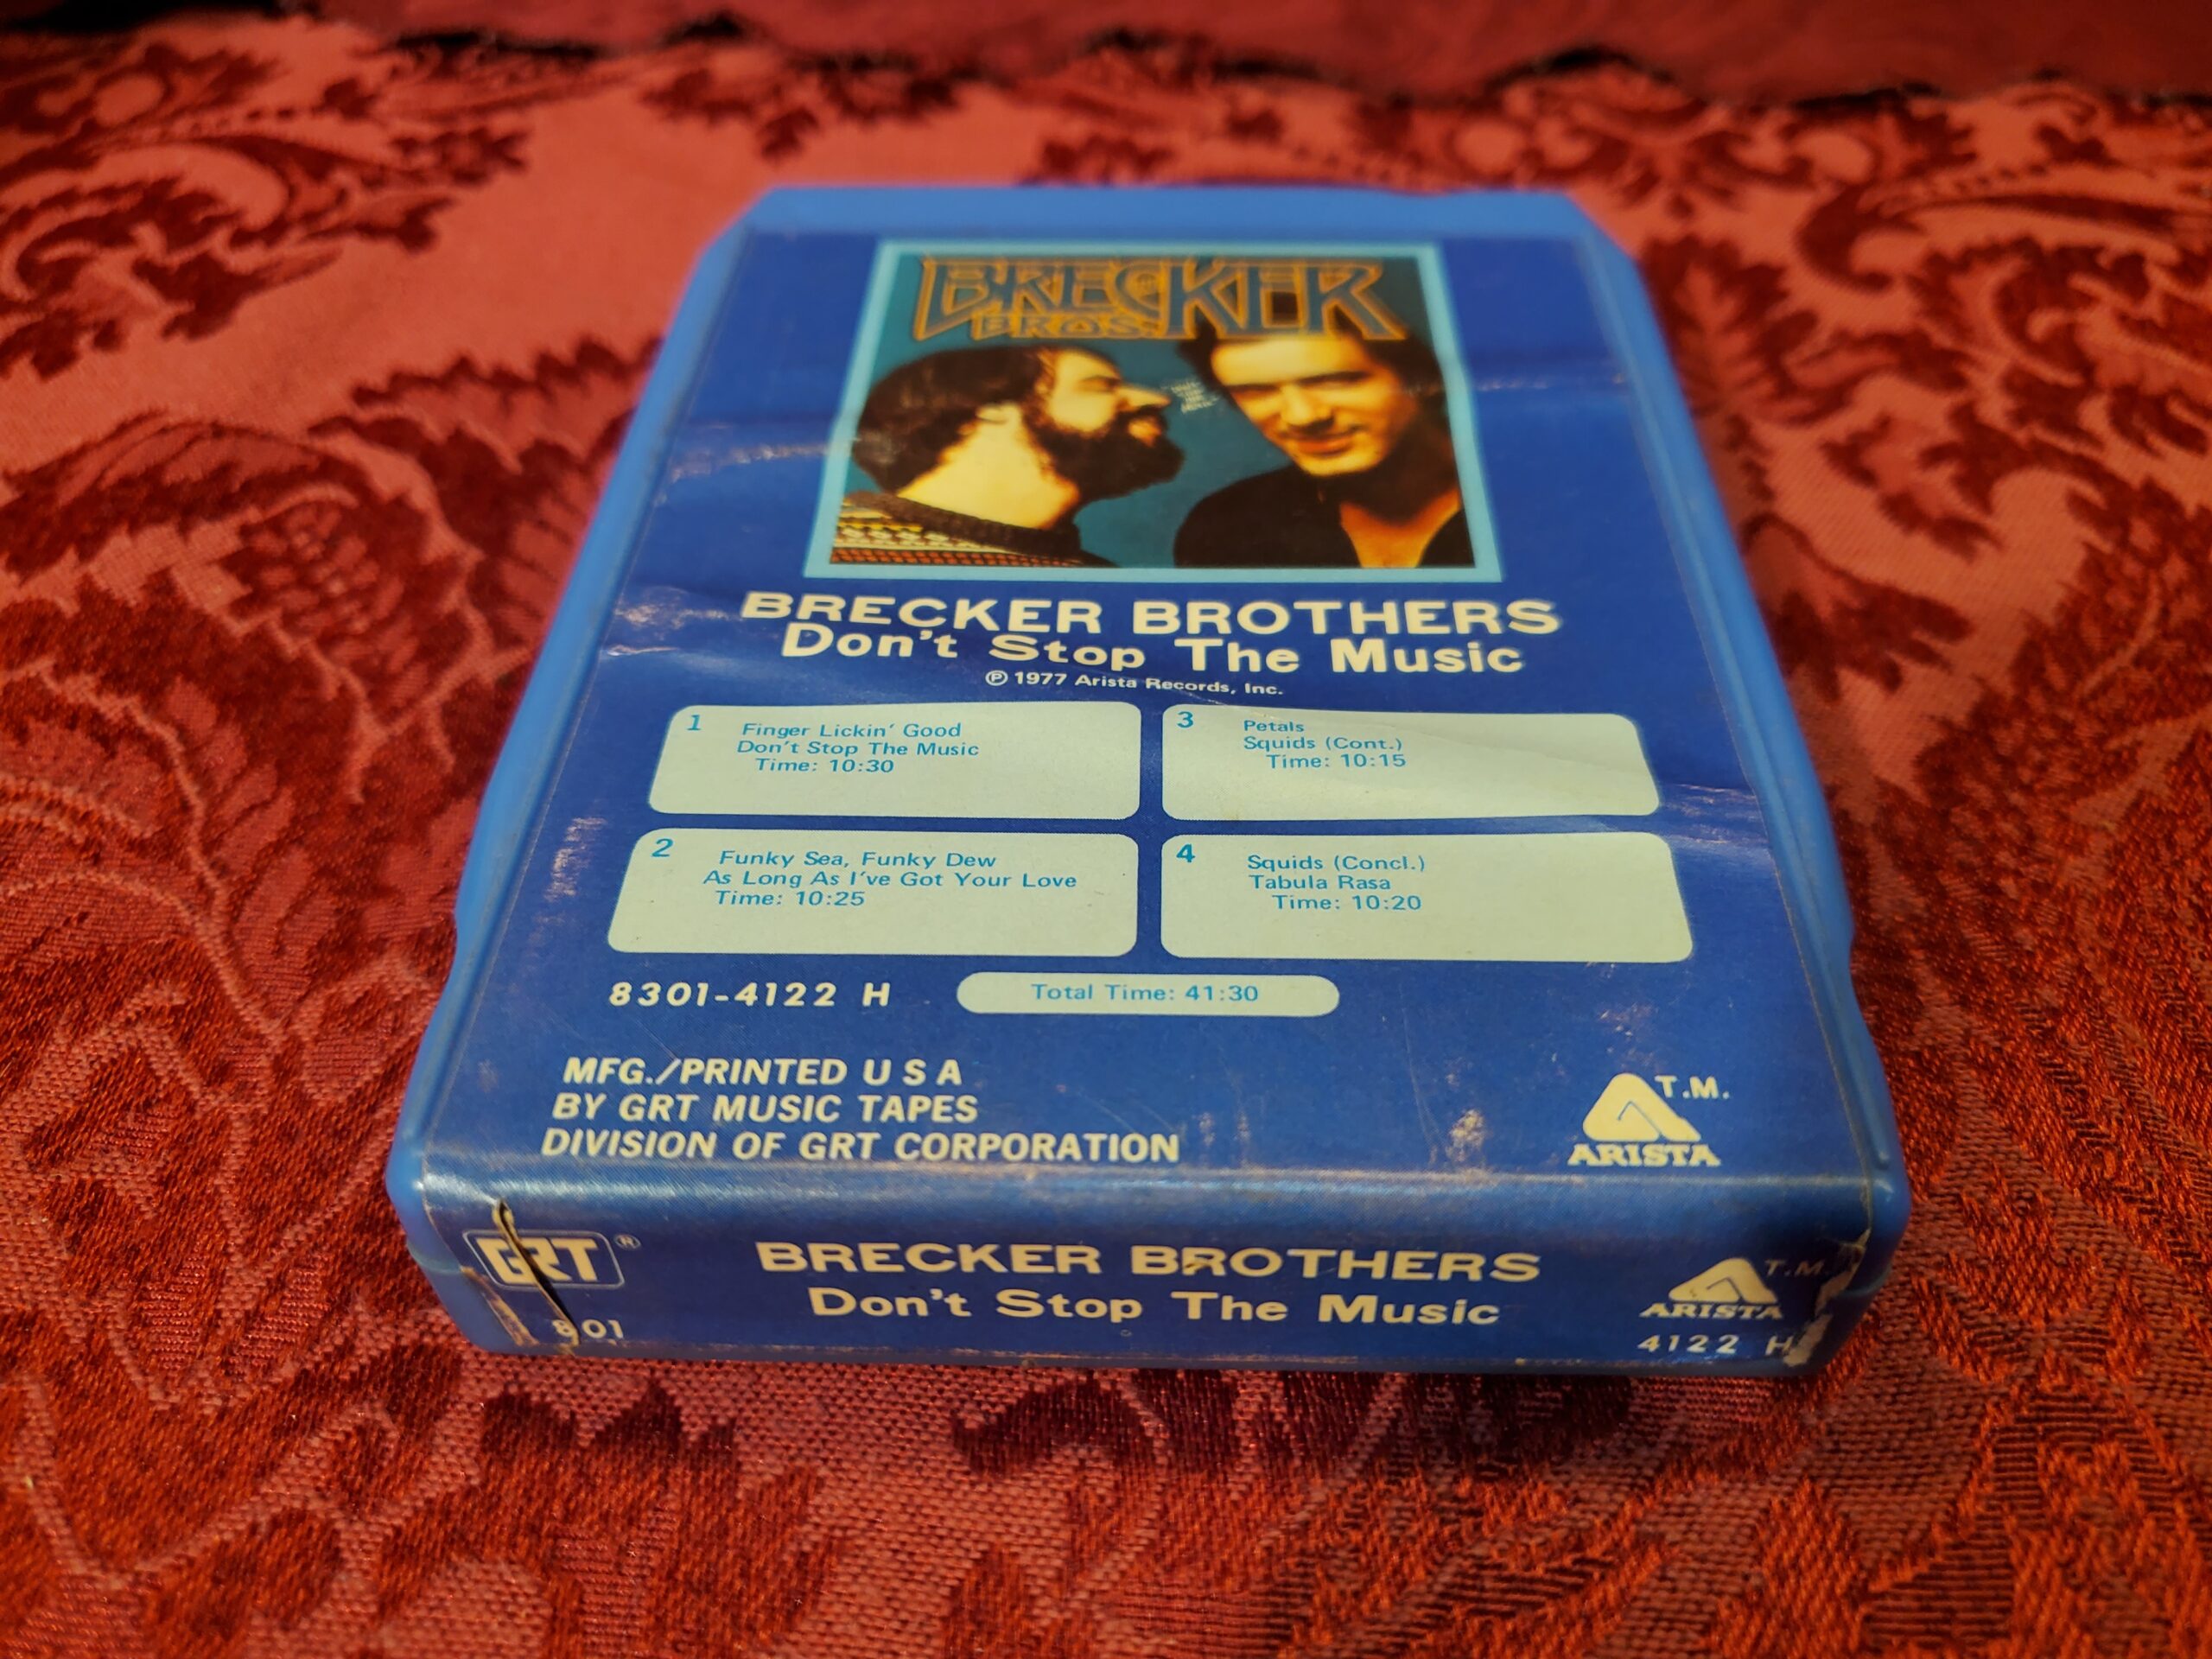 BRECKER
BROS.
BRECKER BROTHERS
Don't Stop The Music
Ⓟ 1977 Arista Records, Inc.
1 Finger Lickin' Good
Don't Stop The Music
Time: 10:30
3 Petals
Squids (Cont.)
Time: 10:15
2 Funky Sea, Funky Dew
As Long As I've Got Your Love
Time: 10:25
4 Squids (Concl.)
Tabula Rasa
Time: 10:20
8301-4122 H
Total Time: 41:30
MFG./PRINTED U S A
BY GRT MUSIC TAPES
DIVISION OF GRT CORPORATION
T.M.
ARISTA
GRT®
BRECKER BROTHERS
Don't Stop The Music
T.M.
ARISTA
4122 H